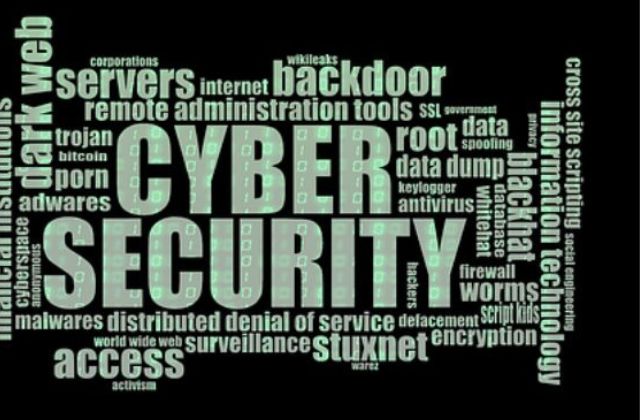 corporations
wikileaks
dark web
servers
internet
backdoor
remote administration tools
SSL
government
cross site scripting
trojan
CYBER
root
data
spoofing
privacy
information technology
bitcoin
porn
data dump
blackhat
keylogger
adwares
antivirus
whitehat
database
cyberspace
anonymous
SECURITY
hackers
firewall
worms
social engineering
script kids
malwares
distributed denial of service
defacement
world wide web
surveillance
stuxnet
encryption
access
warez
activism